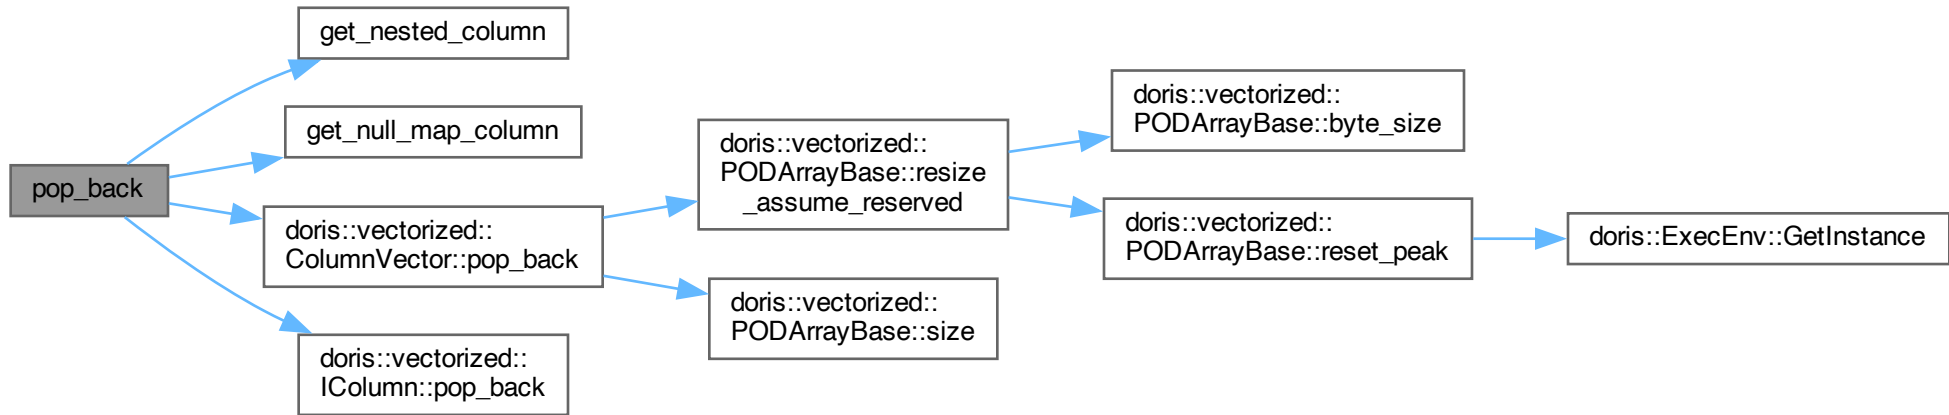 pop_back
get_nested_column
get_null_map_column
doris::vectorized::
ColumnVector::pop_back
doris::vectorized::
IColumn::pop_back
doris::vectorized::
PODArrayBase::resize
_assume_reserved
doris::vectorized::
PODArrayBase::size
doris::vectorized::
PODArrayBase::byte_size
doris::vectorized::
PODArrayBase::reset_peak
doris::ExecEnv::GetInstance